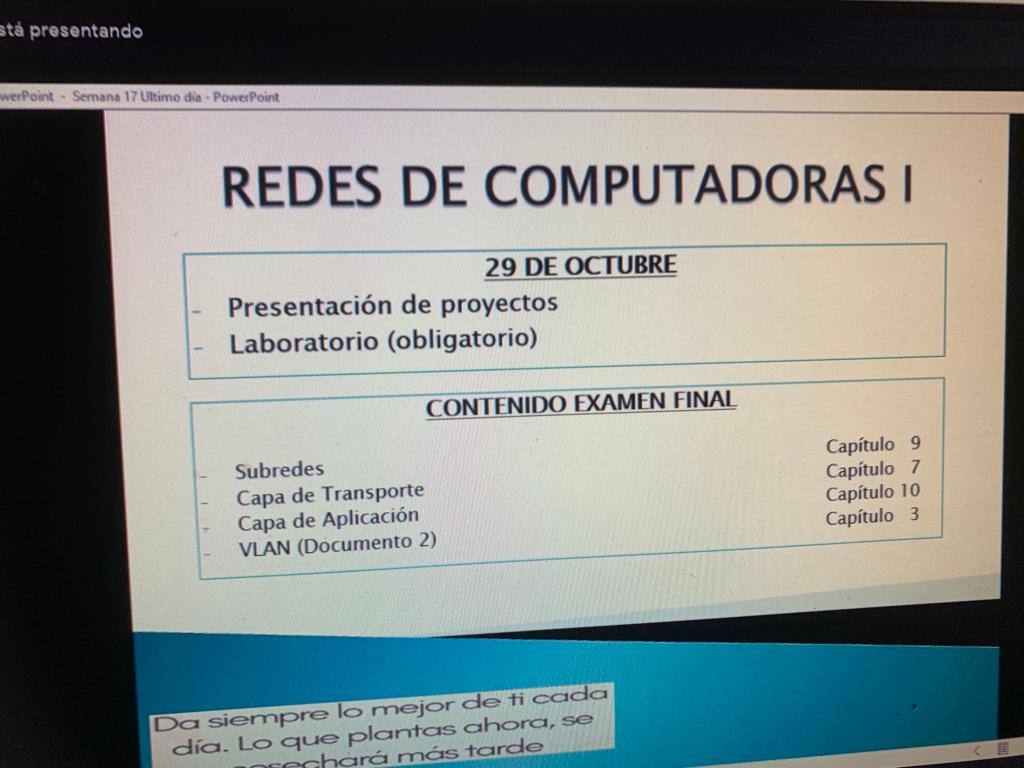 stá presentando
werPoint - Semana 17 Ultimo día - PowerPoint
REDES DE COMPUTADORAS I
29 DE OCTUBRE
- Presentación de proyectos
- Laboratorio (obligatorio)
CONTENIDO EXAMEN FINAL
- Subredes Capítulo 9
- Capa de Transporte Capítulo 7
- Capa de Aplicación Capítulo 10
- VLAN (Documento 2) Capítulo 3
Da siempre lo mejor de ti cada
día. Lo que plantas ahora, se
osechará más tarde